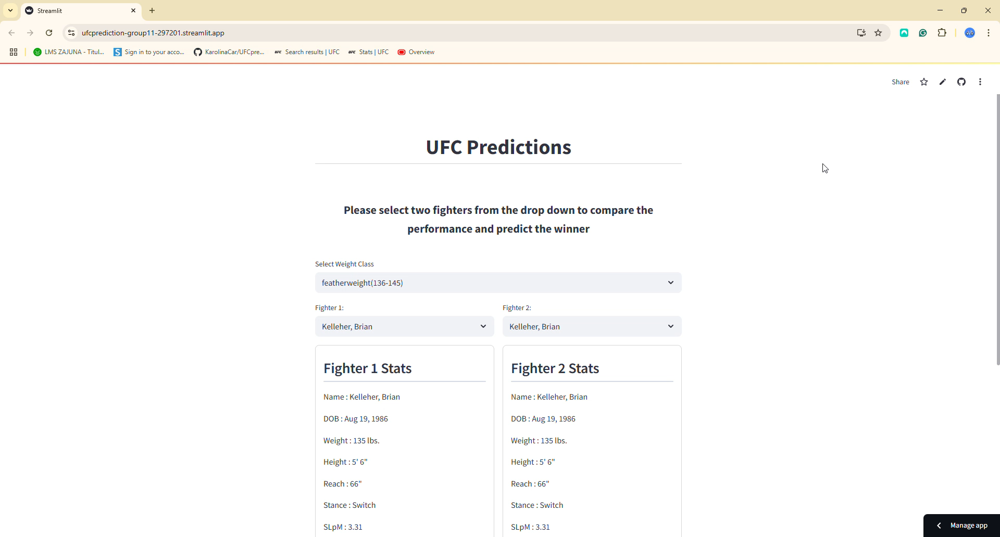 Streamlit
ufcprediction-group11-297201.streamlit.app
LMS ZAJUNA - Titul...
Sign in to your acco...
KarolinaCar/UFCpre...
UFC Search results | UFC
UFC Stats | UFC
Overview
Share
UFC Predictions
Please select two fighters from the drop down to compare the
performance and predict the winner
Select Weight Class
featherweight(136-145)
Fighter 1:
Fighter 2:
Kelleher, Brian
Kelleher, Brian
Fighter 1 Stats
Name : Kelleher, Brian
DOB : Aug 19, 1986
Weight : 135 lbs.
Height : 5' 6"
Reach : 66"
Stance : Switch
SLpM : 3.31
Fighter 2 Stats
Name : Kelleher, Brian
DOB : Aug 19, 1986
Weight : 135 lbs.
Height : 5' 6"
Reach : 66"
Stance : Switch
SLpM : 3.31
Manage app